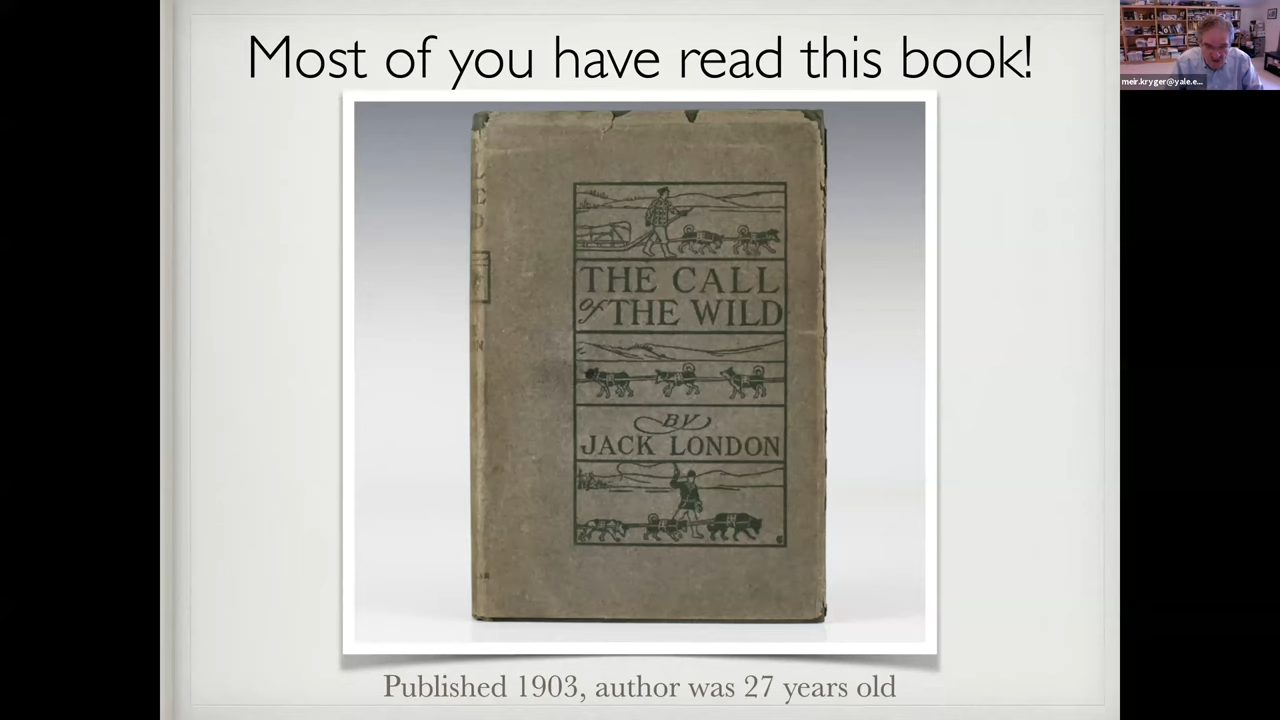 Most of you have read this book!
meir.kryger@yale.e...
THE CALL
of THE WILD
BY
JACK LONDON
Published 1903, author was 27 years old